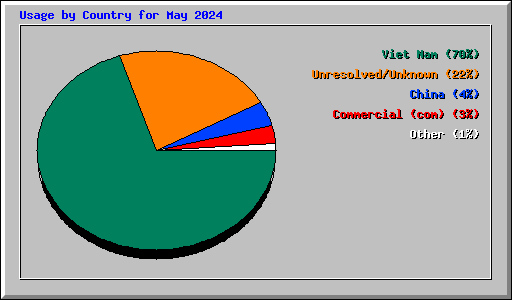 Usage by Country for May 2024
Viet Nam (70%)
Unresolved/Unknown (22%)
China (4%)
Commercial (com) (3%)
Other (1%)